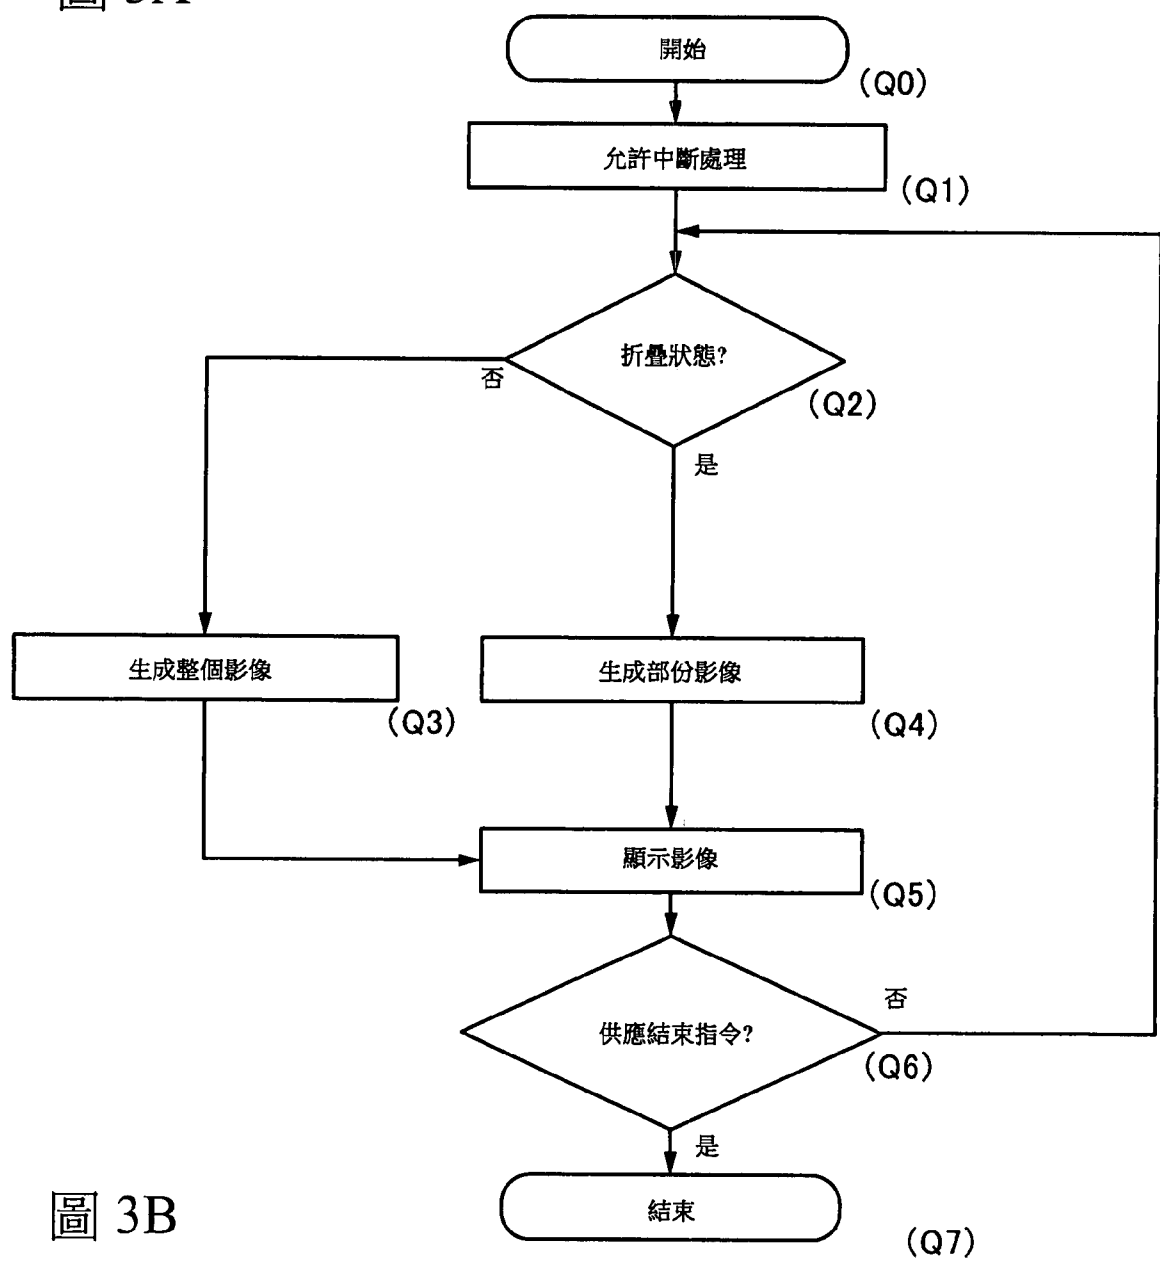 開始
(Q0)
允許中斷處理
(Q1)
折疊狀態?
否
(Q2)
是
生成整個影像
(Q3)
生成部份影像
(Q4)
顯示影像
(Q5)
否
供應結束指令?
(Q6)
是
結束
(Q7)
圖 3B